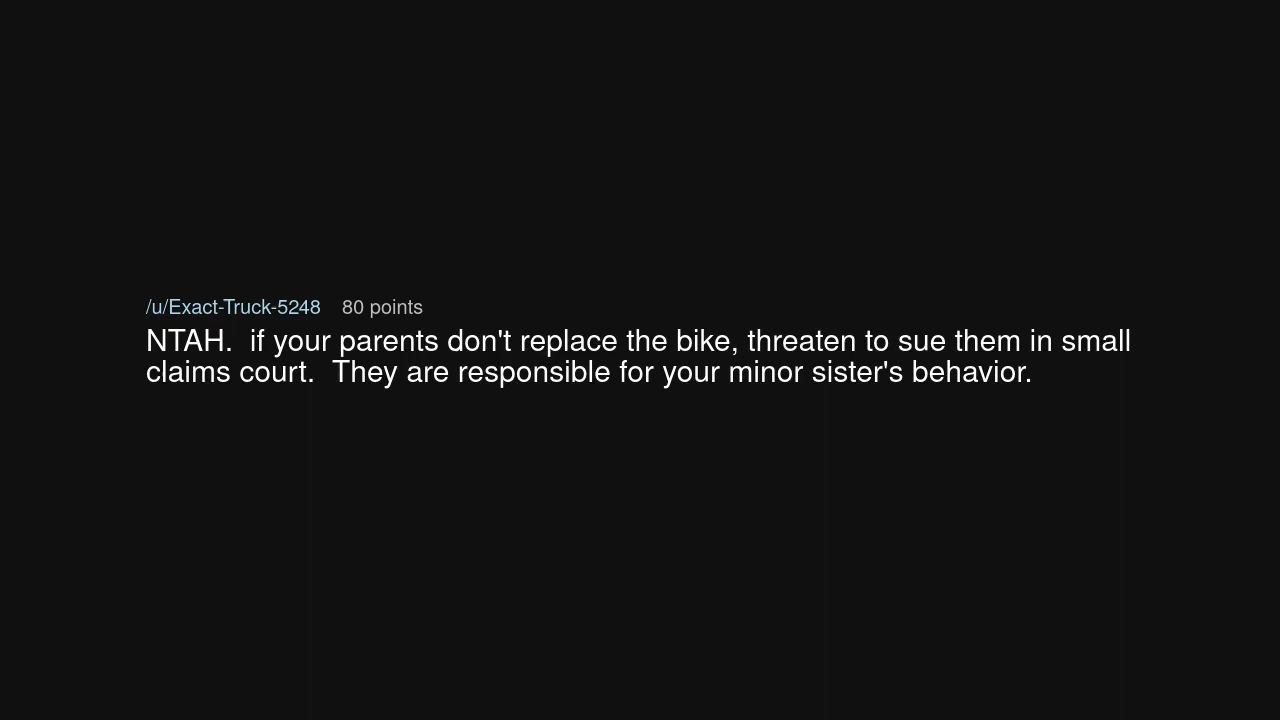 /u/Exact-Truck-5248 80 points
NTAH.  if your parents don't replace the bike, threaten to sue them in small
claims court.  They are responsible for your minor sister's behavior.